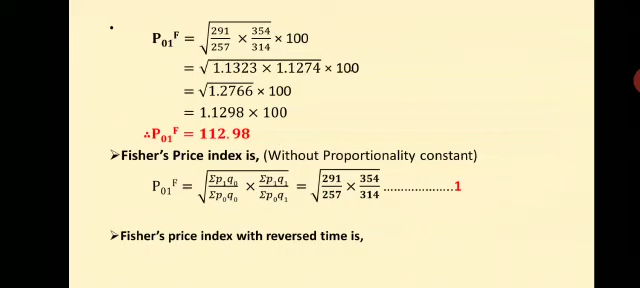 • P₀₁ᶠ = √(291/257 × 354/314) × 100
= √(1.1323 × 1.1274) × 100
= √1.2766 × 100
= 1.1298 × 100
∴P₀₁ᶠ = 112.98
➢Fisher's Price index is, (Without Proportionality constant)
P₀₁ᶠ = √(Σp₁q₀/Σp₀q₀ × Σp₁q₁/Σp₀q₁) = √(291/257 × 354/314) ...................1
➢Fisher's price index with reversed time is,